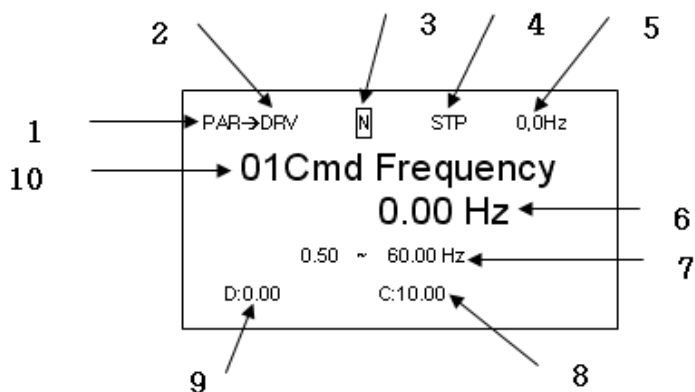 2 3 4 5
1 PAR→DRV N STP 0,0Hz
10 01Cmd Frequency
0.00 Hz 6
0.50 ~ 60.00 Hz 7
D:0.00 C:10.00
9 8